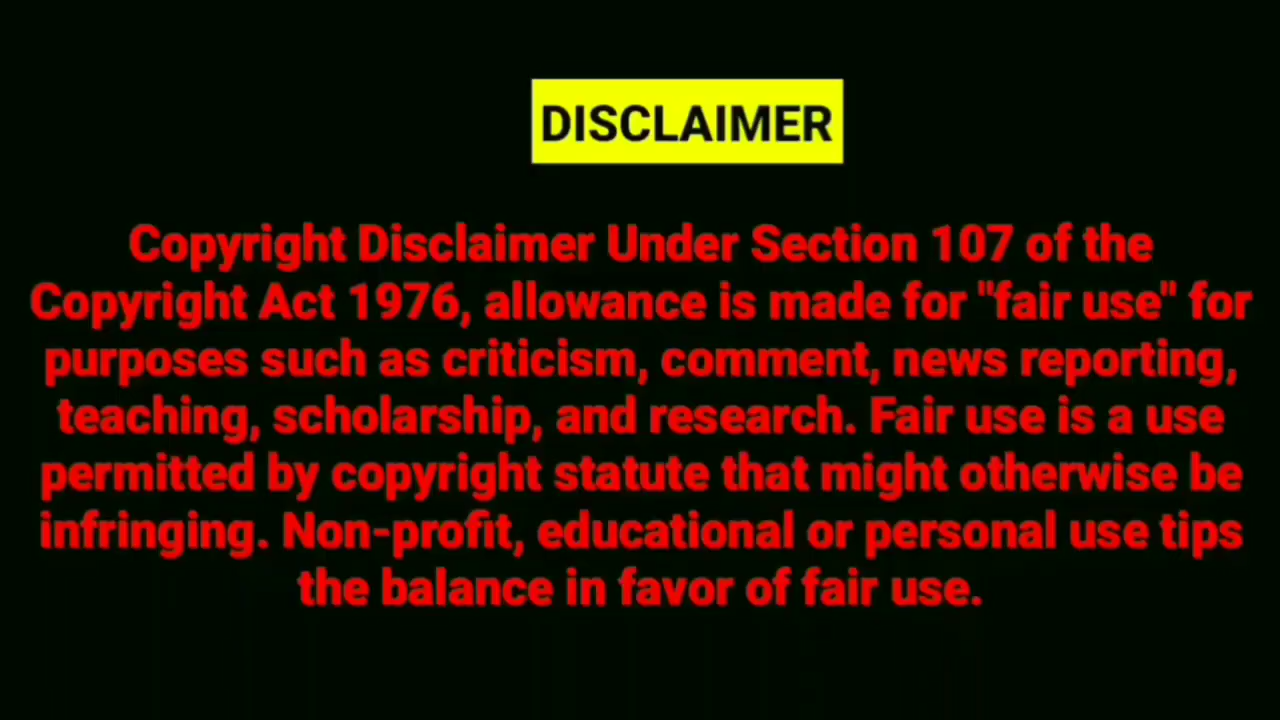 DISCLAIMER
Copyright Disclaimer Under Section 107 of the
Copyright Act 1976, allowance is made for "fair use" for
purposes such as criticism, comment, news reporting,
teaching, scholarship, and research. Fair use is a use
permitted by copyright statute that might otherwise be
infringing. Non-profit, educational or personal use tips
the balance in favor of fair use.